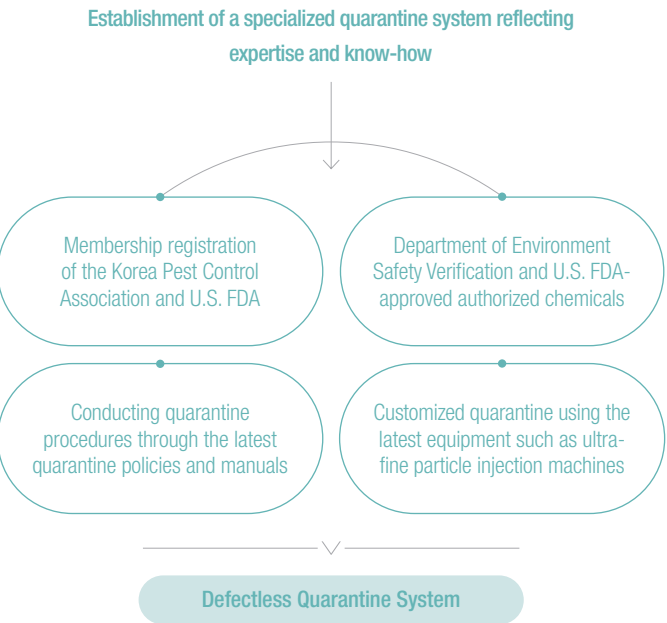 Establishment of a specialized quarantine system reflecting
expertise and know-how
Membership registration
of the Korea Pest Control
Association and U.S. FDA
Department of Environment
Safety Verification and U.S. FDA-
approved authorized chemicals
Conducting quarantine
procedures through the latest
quarantine policies and manuals
Customized quarantine using the
latest equipment such as ultra-
fine particle injection machines
Defectless Quarantine System